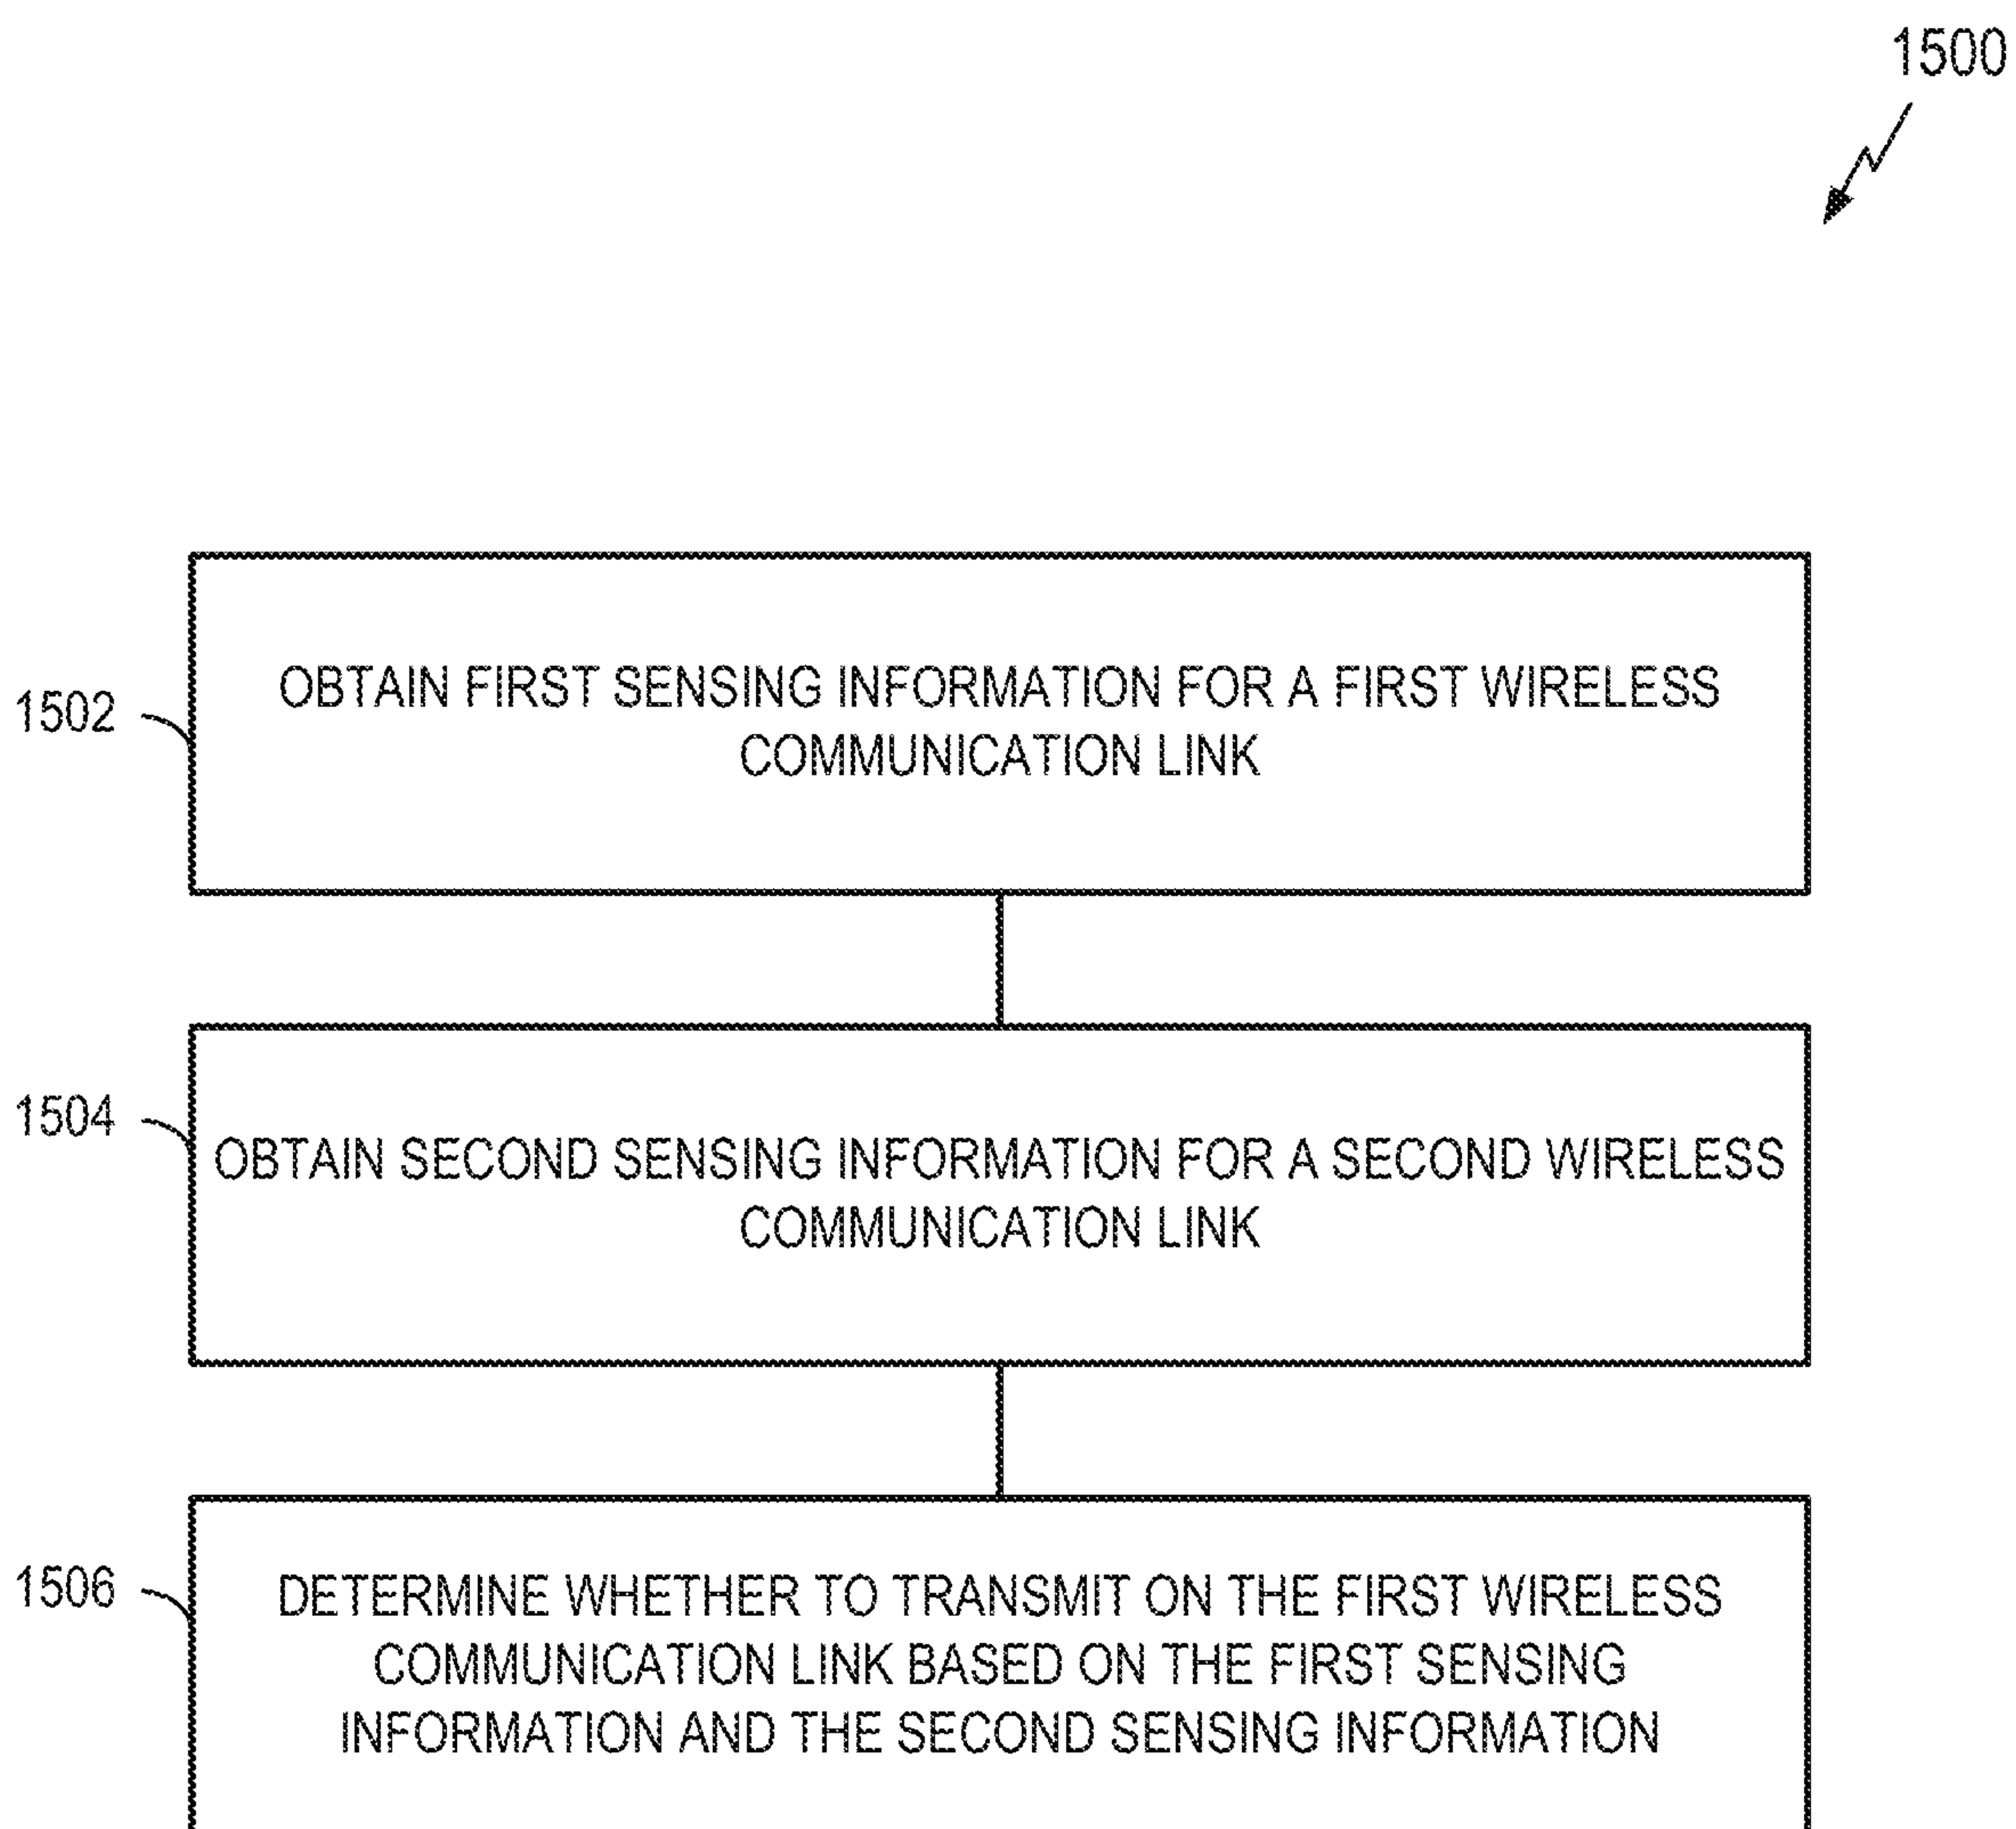 1500
1502
OBTAIN FIRST SENSING INFORMATION FOR A FIRST WIRELESS
COMMUNICATION LINK
1504
OBTAIN SECOND SENSING INFORMATION FOR A SECOND WIRELESS
COMMUNICATION LINK
1506
DETERMINE WHETHER TO TRANSMIT ON THE FIRST WIRELESS
COMMUNICATION LINK BASED ON THE FIRST SENSING
INFORMATION AND THE SECOND SENSING INFORMATION